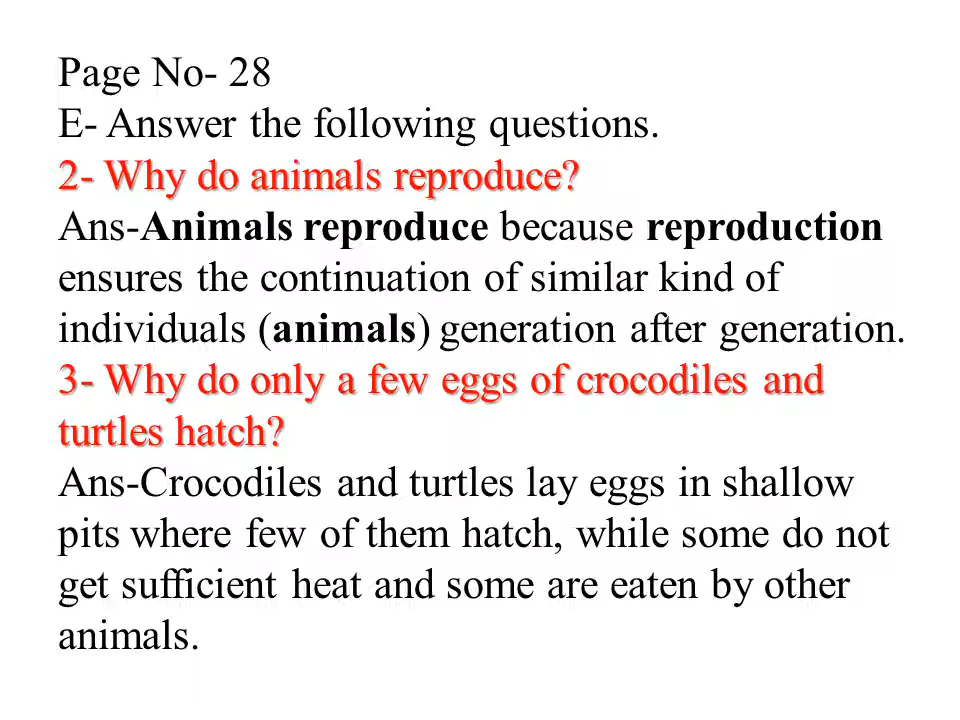 Page No- 28
E- Answer the following questions.
2- Why do animals reproduce?
Ans-Animals reproduce because reproduction
ensures the continuation of similar kind of
individuals (animals) generation after generation.
3- Why do only a few eggs of crocodiles and
turtles hatch?
Ans-Crocodiles and turtles lay eggs in shallow
pits where few of them hatch, while some do not
get sufficient heat and some are eaten by other
animals.